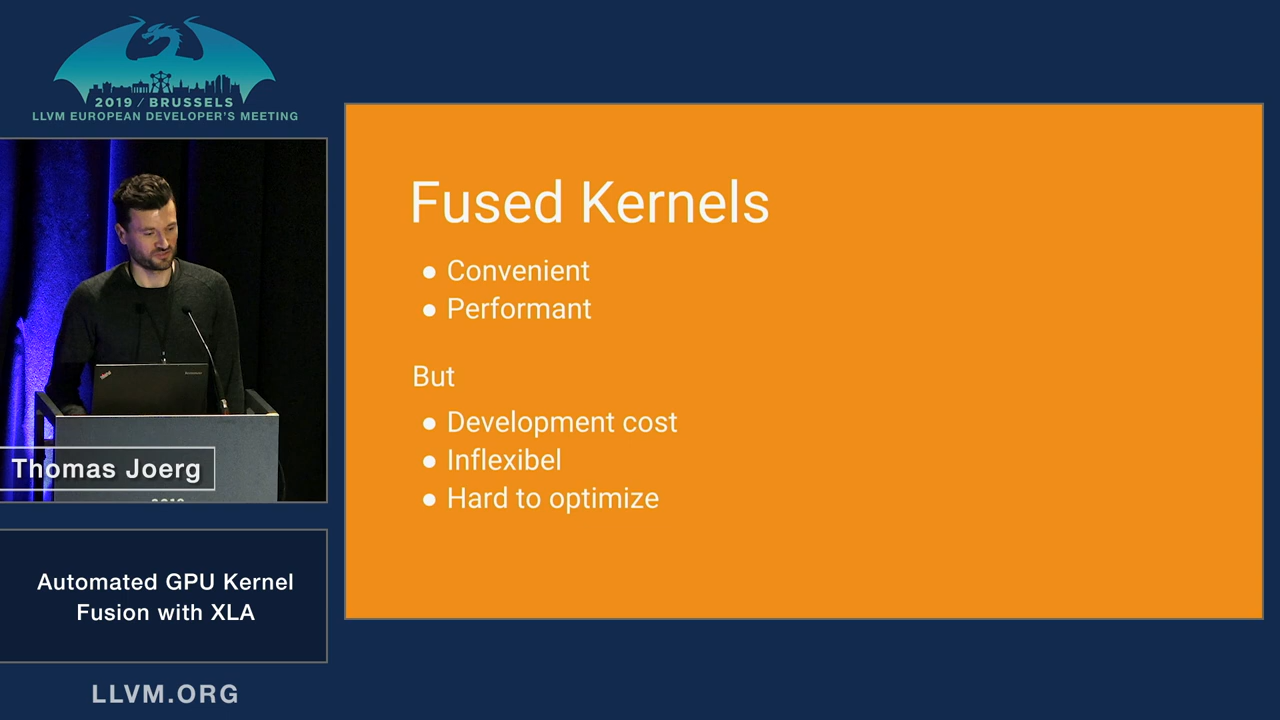 2019 / BRUSSELS
LLVM EUROPEAN DEVELOPER'S MEETING
Thomas Joerg
Automated GPU Kernel
Fusion with XLA
LLVM.ORG
Fused Kernels
● Convenient
● Performant
But
● Development cost
● Inflexibel
● Hard to optimize